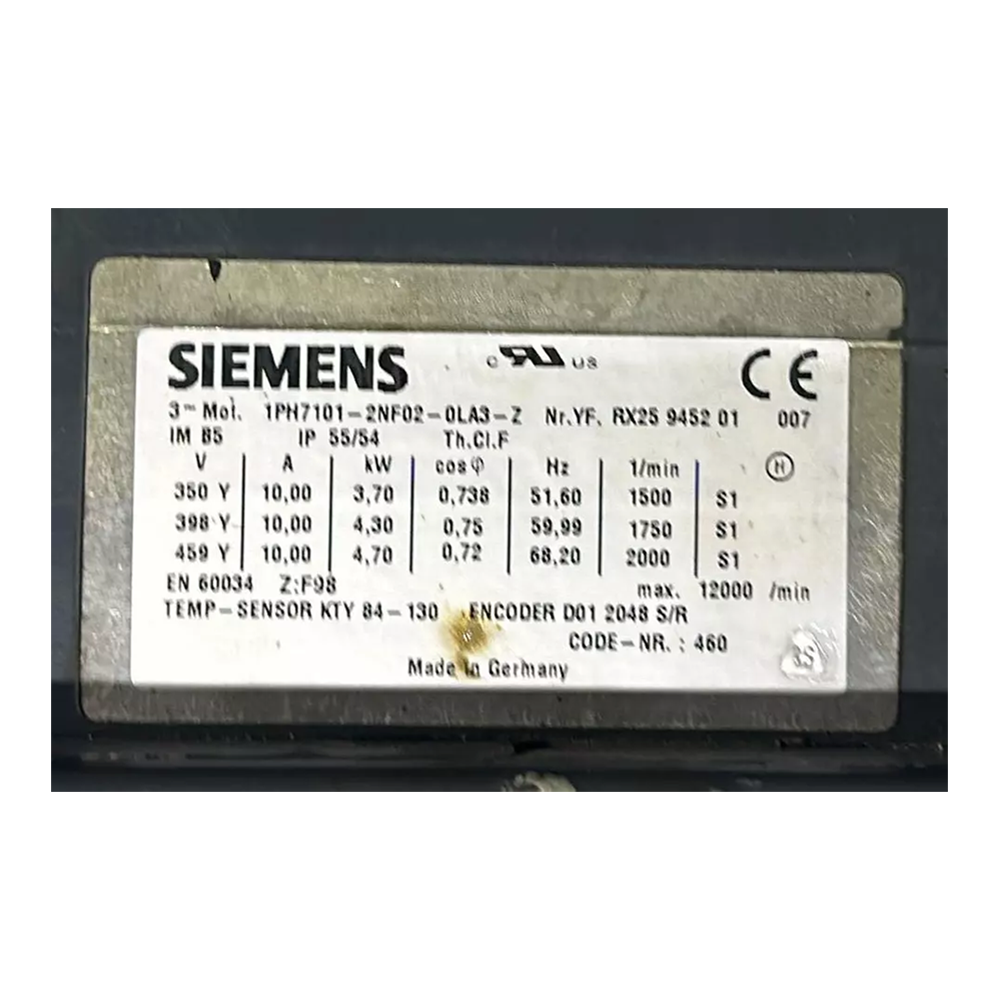 SIEMENS c RU US CE
3~Mot. 1PH7101-2NF02-0LA3-Z Nr.YF. RX25 9452 01 007
IM B5 IP 55/54 Th.Cl.F
V A kW cosφ Hz 1/min H
350 Y 10,00 3,70 0,738 51,60 1500 S1
398 Y 10,00 4,30 0,75 59,99 1750 S1
459 Y 10,00 4,70 0,72 68,20 2000 S1
EN 60034 Z:F98 max. 12000 /min
TEMP-SENSOR KTY 84-130 ENCODER D01 2048 S/R
CODE-NR. : 460
Made in Germany